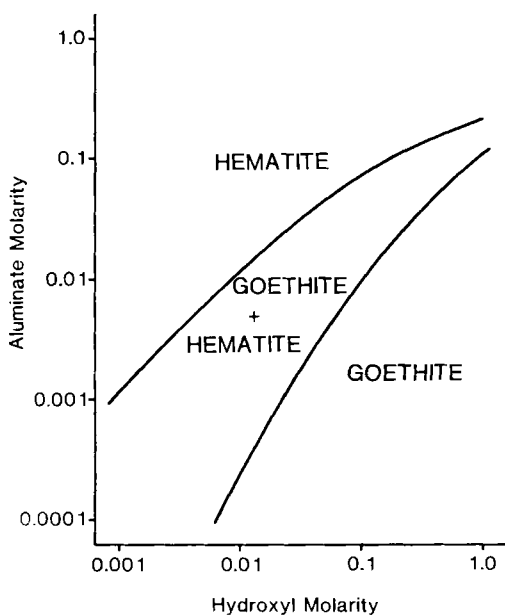 1.0
HEMATITE
0.1
Aluminate Molarity
0.01
GOETHITE
+
HEMATITE
GOETHITE
0.001
0.0001
0.001
0.01
0.1
1.0
Hydroxyl Molarity